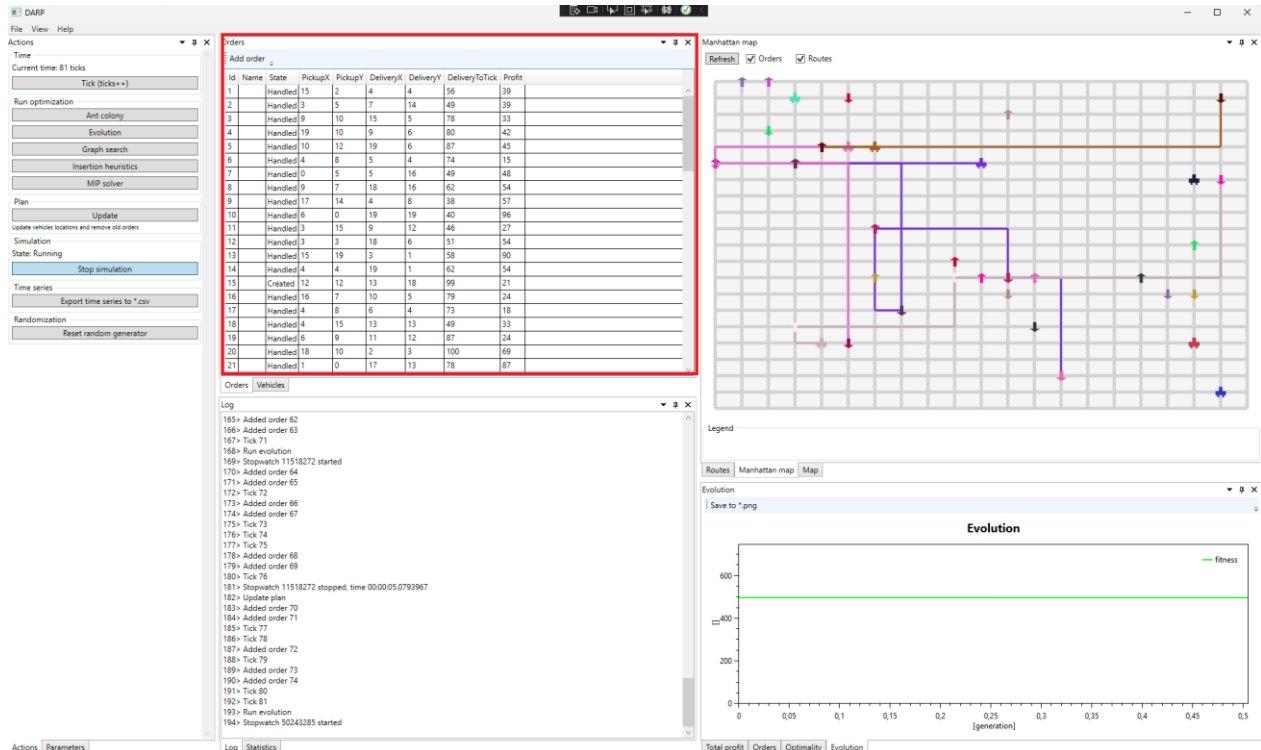 DARP
File View Help
Actions
Time
Current time: 81 ticks
Tick (ticks++)
Run optimization
Ant colony
Evolution
Graph search
Insertion heuristics
MIP solver
Plan
Update
Update vehicles locations and remove old orders
Simulation
State: Running
Stop simulation
Time series
Export time series to *.csv
Randomization
Reset random generator
Actions Parameters
Orders
Add order
Id Name State PickupX PickupY DeliveryX DeliveryY DeliveryToTick Profit
1 Handled 15 2 4 4 56 39
2 Handled 3 5 7 14 49 39
3 Handled 9 10 15 5 78 33
4 Handled 19 10 9 6 80 42
5 Handled 10 12 19 6 87 45
6 Handled 4 8 5 4 74 15
7 Handled 0 5 5 16 49 48
8 Handled 9 7 18 16 62 54
9 Handled 17 14 4 8 38 57
10 Handled 6 0 19 19 40 96
11 Handled 3 15 9 12 46 27
12 Handled 3 3 18 6 51 54
13 Handled 15 19 3 1 58 90
14 Handled 4 4 19 1 62 54
15 Created 12 12 13 18 99 21
16 Handled 16 7 10 5 79 24
17 Handled 4 8 6 4 73 18
18 Handled 4 15 13 13 49 33
19 Handled 6 9 11 12 87 24
20 Handled 18 10 2 3 100 69
21 Handled 1 0 17 13 78 87
Orders Vehicles
Log
165> Added order 62
166> Added order 63
167> Tick 71
168> Run evolution
169> Stopwatch 11518272 started
170> Added order 64
171> Added order 65
172> Tick 72
173> Added order 66
174> Added order 67
175> Tick 73
176> Tick 74
177> Tick 75
178> Added order 68
179> Added order 69
180> Tick 76
181> Stopwatch 11518272 stopped, time 00:00:05.0793967
182> Update plan
183> Added order 70
184> Added order 71
185> Tick 77
186> Tick 78
187> Added order 72
188> Tick 79
189> Added order 73
190> Added order 74
191> Tick 80
192> Tick 81
193> Run evolution
194> Stopwatch 50243285 started
Log Statistics
Manhattan map
Refresh Orders Routes
Legend
Routes Manhattan map Map
Evolution
Save to *.png
Evolution
fitness
600
400
200
0
[]
0 0,05 0,1 0,15 0,2 0,25 0,3 0,35 0,4 0,45 0,5
[generation]
Total profit Orders Optimality Evolution